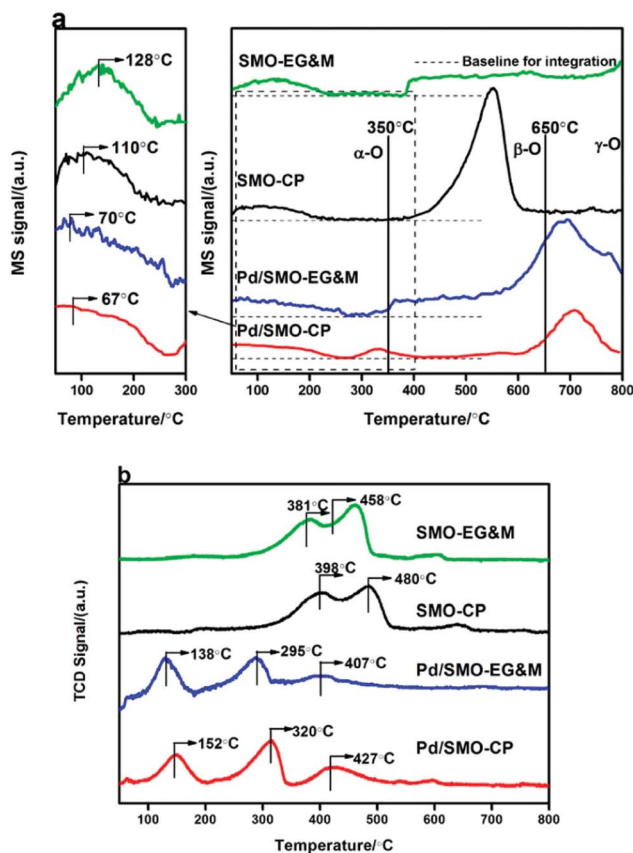 a
128°C
110°C
70°C
67°C
MS signal/(a.u.)
100 200 300
Temperature/°C
SMO-EG&M
Baseline for integration
350°C
650°C
α-O
β-O
γ-O
SMO-CP
Pd/SMO-EG&M
Pd/SMO-CP
MS signal/(a.u.)
100 200 300 400 500 600 700 800
Temperature/°C
b
381°C
458°C
SMO-EG&M
398°C
480°C
SMO-CP
138°C
295°C
407°C
Pd/SMO-EG&M
152°C
320°C
427°C
Pd/SMO-CP
TCD Signal/(a.u.)
100 200 300 400 500 600 700 800
Temperature/°C